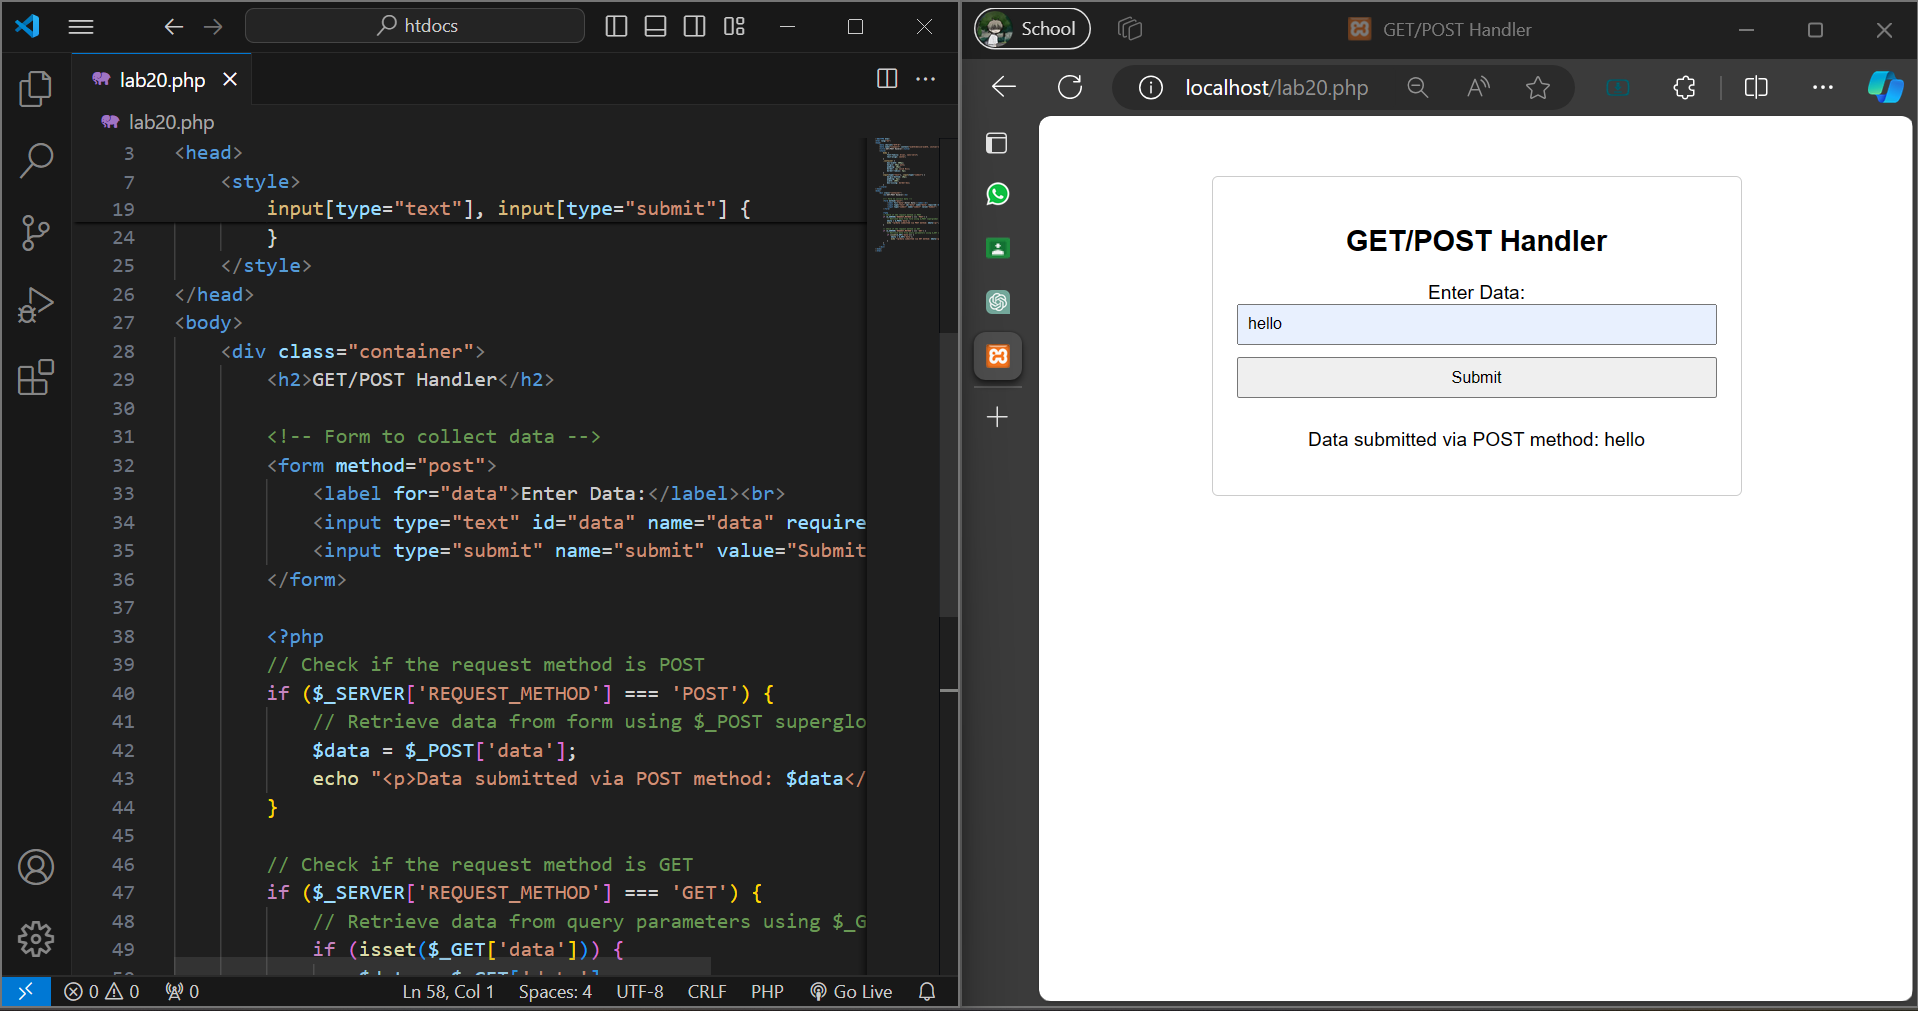 htdocs
lab20.php
lab20.php
3 <head>
7 <style>
19 input[type="text"], input[type="submit"] {
24 }
25 </style>
26 </head>
27 <body>
28 <div class="container">
29 <h2>GET/POST Handler</h2>
30
31 <!-- Form to collect data -->
32 <form method="post">
33 <label for="data">Enter Data:</label><br>
34 <input type="text" id="data" name="data" require
35 <input type="submit" name="submit" value="Submit
36 </form>
37
38 <?php
39 // Check if the request method is POST
40 if ($_SERVER['REQUEST_METHOD'] === 'POST') {
41 // Retrieve data from form using $_POST superglo
42 $data = $_POST['data'];
43 echo "<p>Data submitted via POST method: $data</
44 }
45
46 // Check if the request method is GET
47 if ($_SERVER['REQUEST_METHOD'] === 'GET') {
48 // Retrieve data from query parameters using $_G
49 if (isset($_GET['data'])) {
0 0 0 Ln 58, Col 1 Spaces: 4 UTF-8 CRLF PHP Go Live
School
GET/POST Handler
localhost/lab20.php
GET/POST Handler
Enter Data:
hello
Submit
Data submitted via POST method: hello